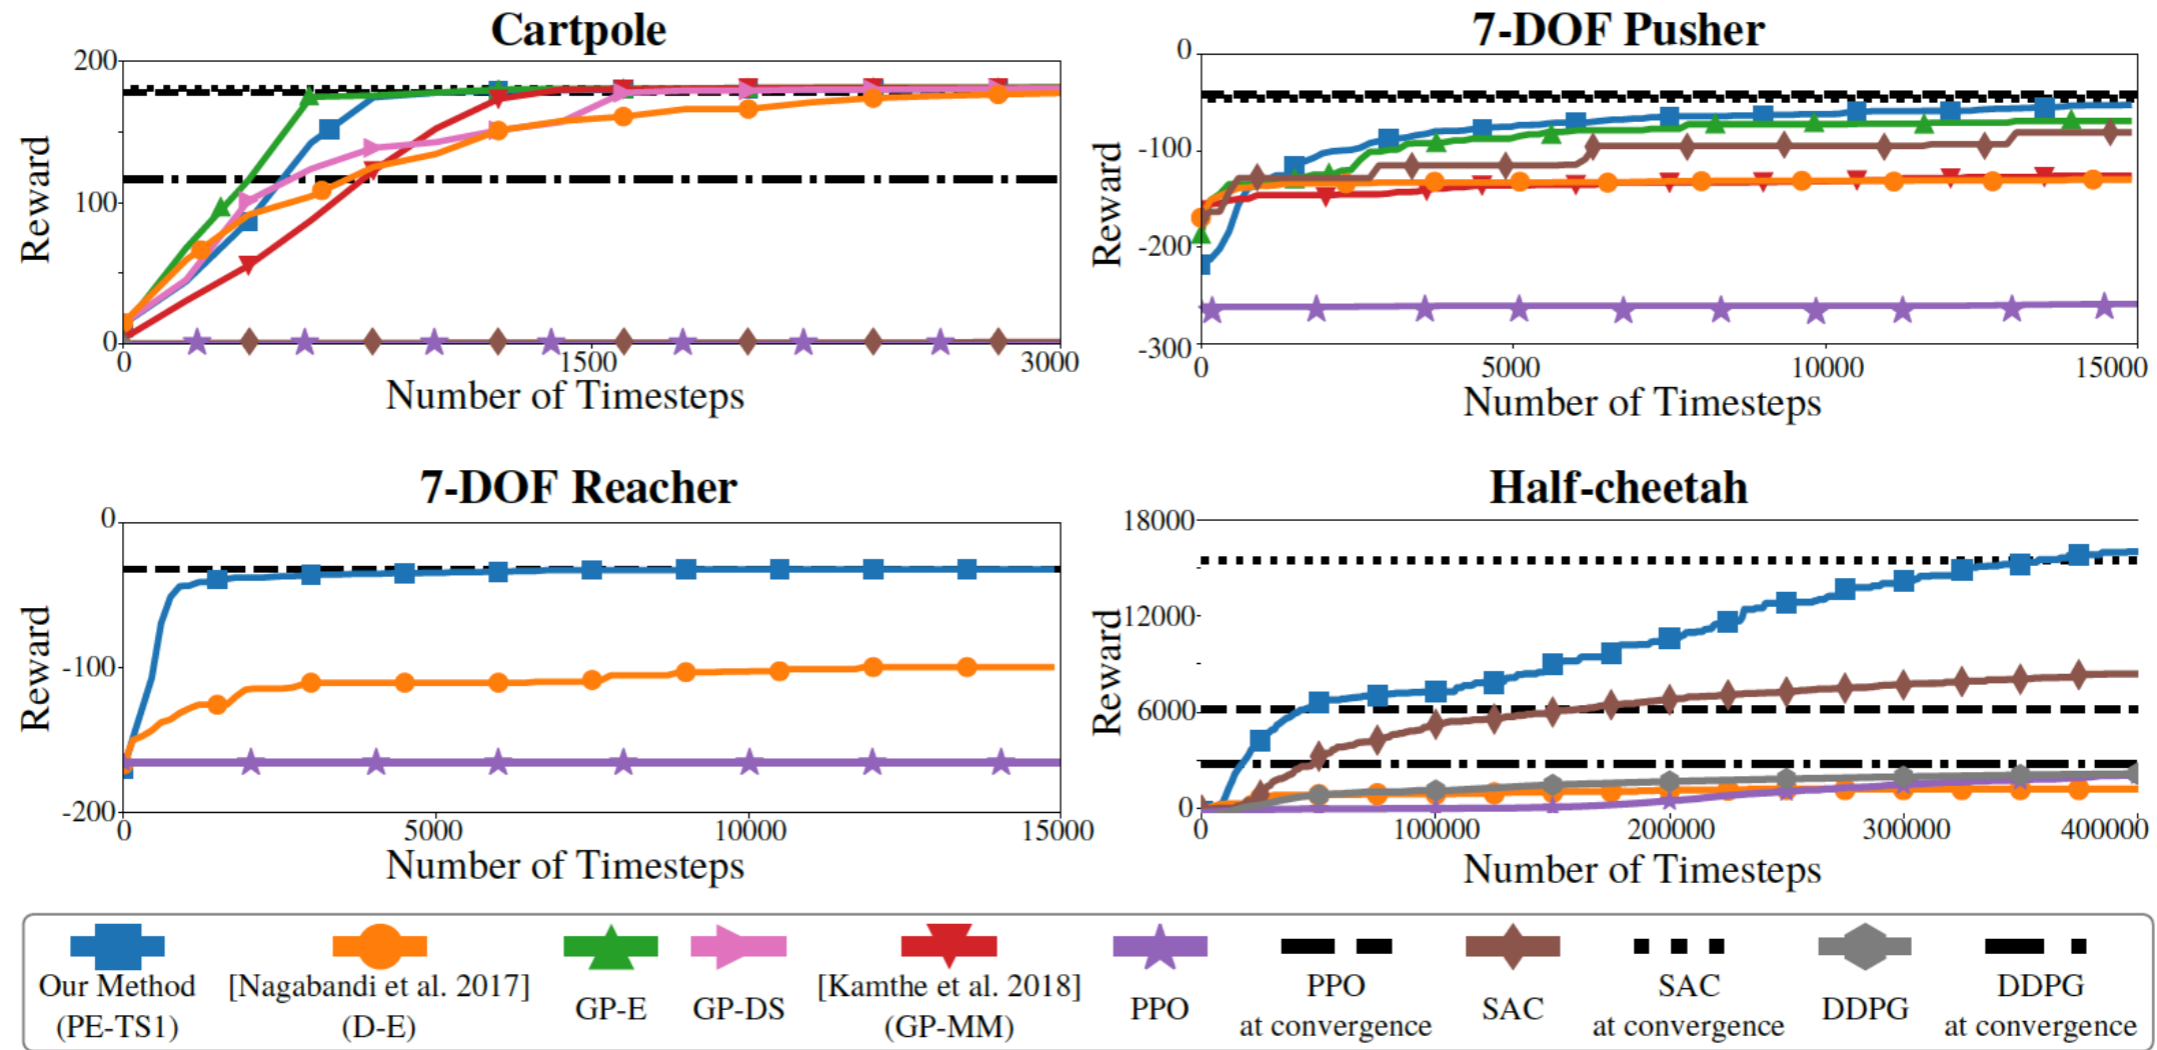 Cartpole
200
100
0
Reward
0 1500 3000
Number of Timesteps
7-DOF Pusher
0
-100
-200
-300
Reward
0 5000 10000 15000
Number of Timesteps
7-DOF Reacher
0
-100
-200
Reward
0 5000 10000 15000
Number of Timesteps
Half-cheetah
18000
12000
6000
0
Reward
0 100000 200000 300000 400000
Number of Timesteps
Our Method
(PE-TS1)
[Nagabandi et al. 2017]
(D-E)
GP-E
GP-DS
[Kamthe et al. 2018]
(GP-MM)
PPO
PPO
at convergence
SAC
SAC
at convergence
DDPG
DDPG
at convergence